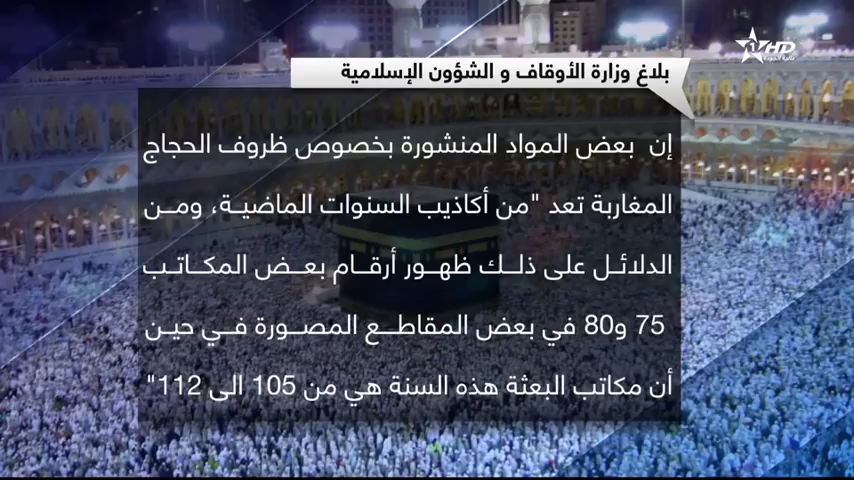 بلاغ وزارة الأوقاف و الشؤون الإسلامية
إن بعض المواد المنشورة بخصوص ظروف الحجاج
المغاربة تعد "من أكاذيب السنوات الماضية، ومن
الدلائل على ذلك ظهور أرقام بعض المكاتب
75 و80 في بعض المقاطع المصورة في حين
أن مكاتب البعثة هذه السنة هي من 105 الى 112"
1 HD